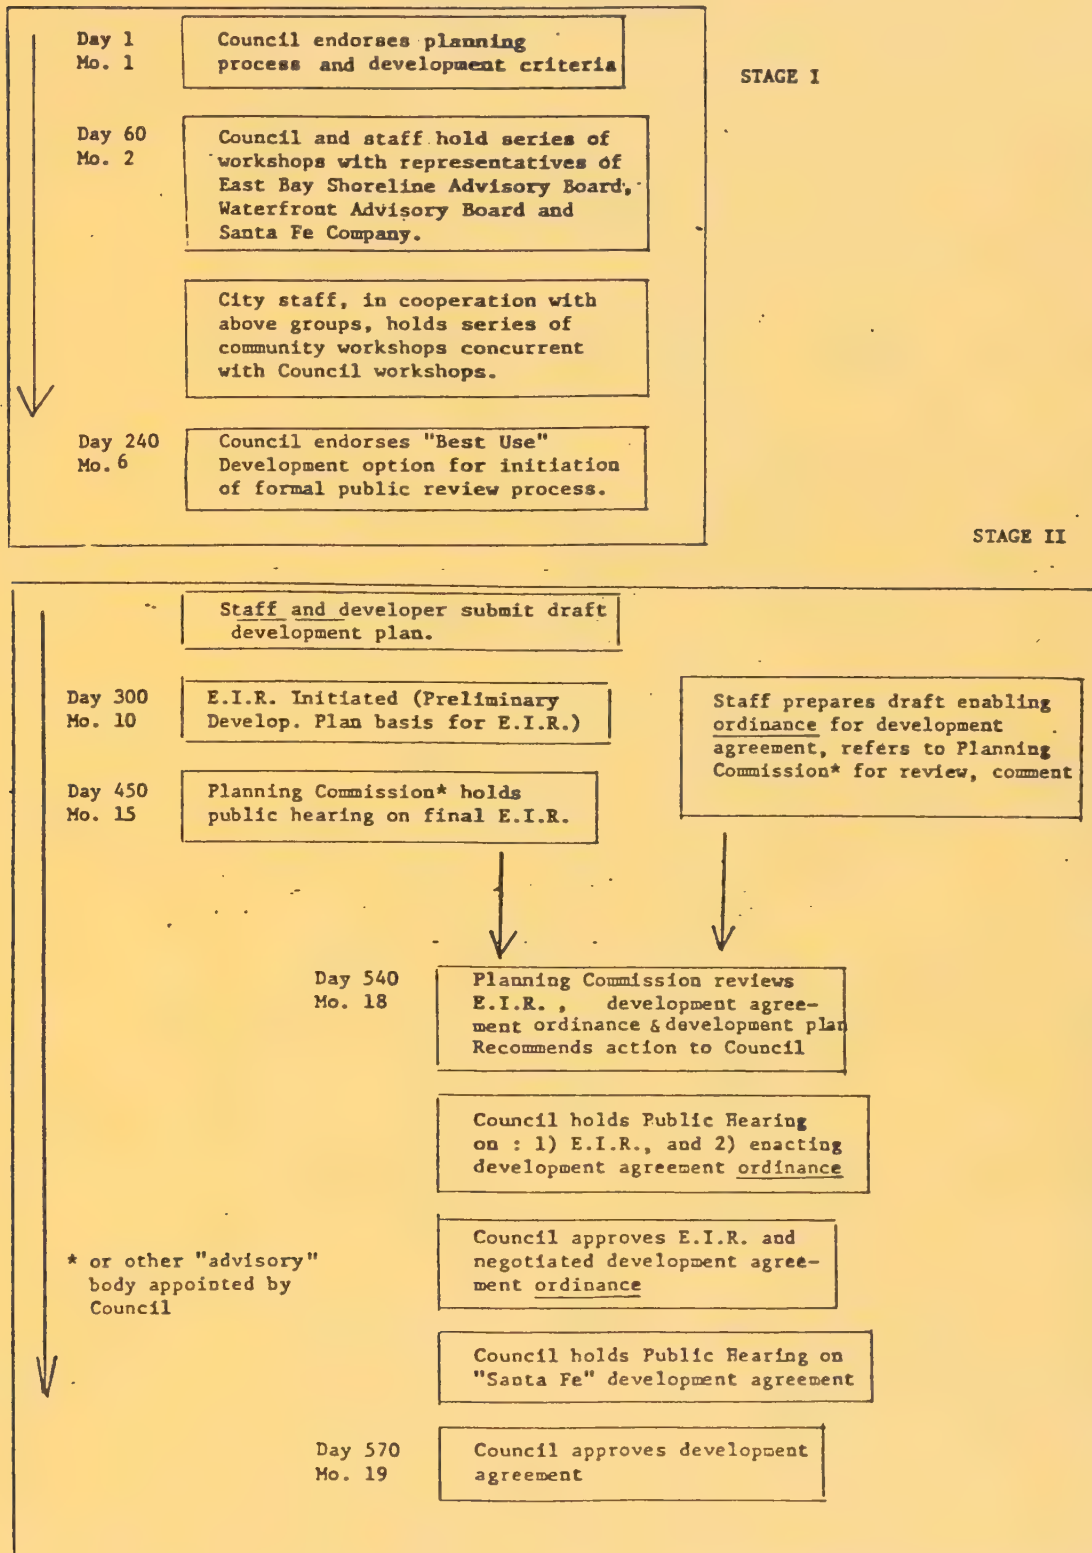 Day 1
Mo. 1
Council endorses planning
process and development criteria
STAGE I
Day 60
Mo. 2
Council and staff hold series of
workshops with representatives of
East Bay Shoreline Advisory Board,
Waterfront Advisory Board and
Santa Fe Company.
City staff, in cooperation with
above groups, holds series of
community workshops concurrent
with Council workshops.
Day 240
Mo. 6
Council endorses "Best Use"
Development option for initiation
of formal public review process.
STAGE II
Staff and developer submit draft
development plan.
Day 300
Mo. 10
E.I.R. Initiated (Preliminary
Develop. Plan basis for E.I.R.)
Staff prepares draft enabling
ordinance for development
agreement, refers to Planning
Commission* for review, comment
Day 450
Mo. 15
Planning Commission* holds
public hearing on final E.I.R.
Day 540
Mo. 18
Planning Commission reviews
E.I.R. , development agree-
ment ordinance & development plan
Recommends action to Council
Council holds Public Hearing
on : 1) E.I.R., and 2) enacting
development agreement ordinance
Council approves E.I.R. and
negotiated development agree-
ment ordinance
* or other "advisory"
body appointed by
Council
Council holds Public Hearing on
"Santa Fe" development agreement
Day 570
Mo. 19
Council approves development
agreement